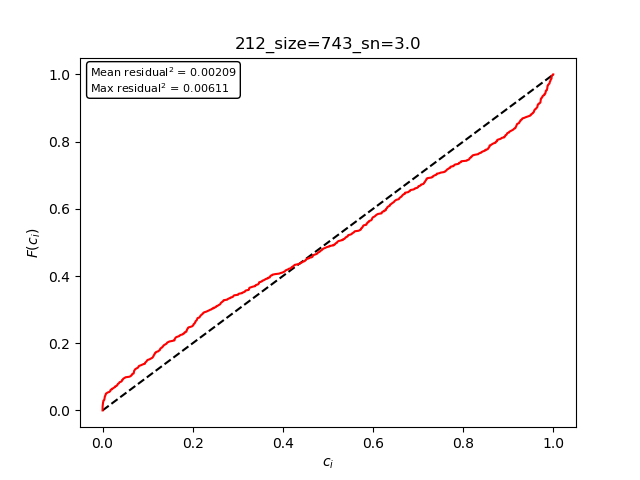 212_size=743_sn=3.0
Mean residual² = 0.00209
Max residual² = 0.00611
1.0
0.8
0.6
0.4
0.2
0.0
F(cᵢ)
0.0 0.2 0.4 0.6 0.8 1.0
cᵢ